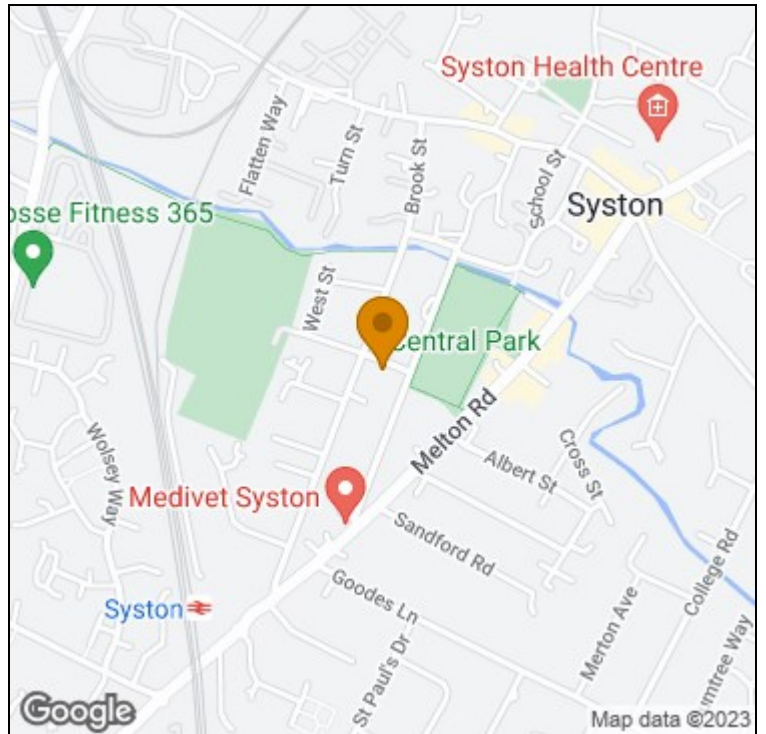 Syston Health Centre
Flatten Way
Turn St
Brook St
School St
Syston
osse Fitness 365
West St
Central Park
Melton Rd
Wolsey Way
Albert St
Cross St
Medivet Syston
Sandford Rd
College Rd
Syston
Goodes Ln
Merton Ave
St Paul's Dr
umtree Way
Google
Map data ©2023